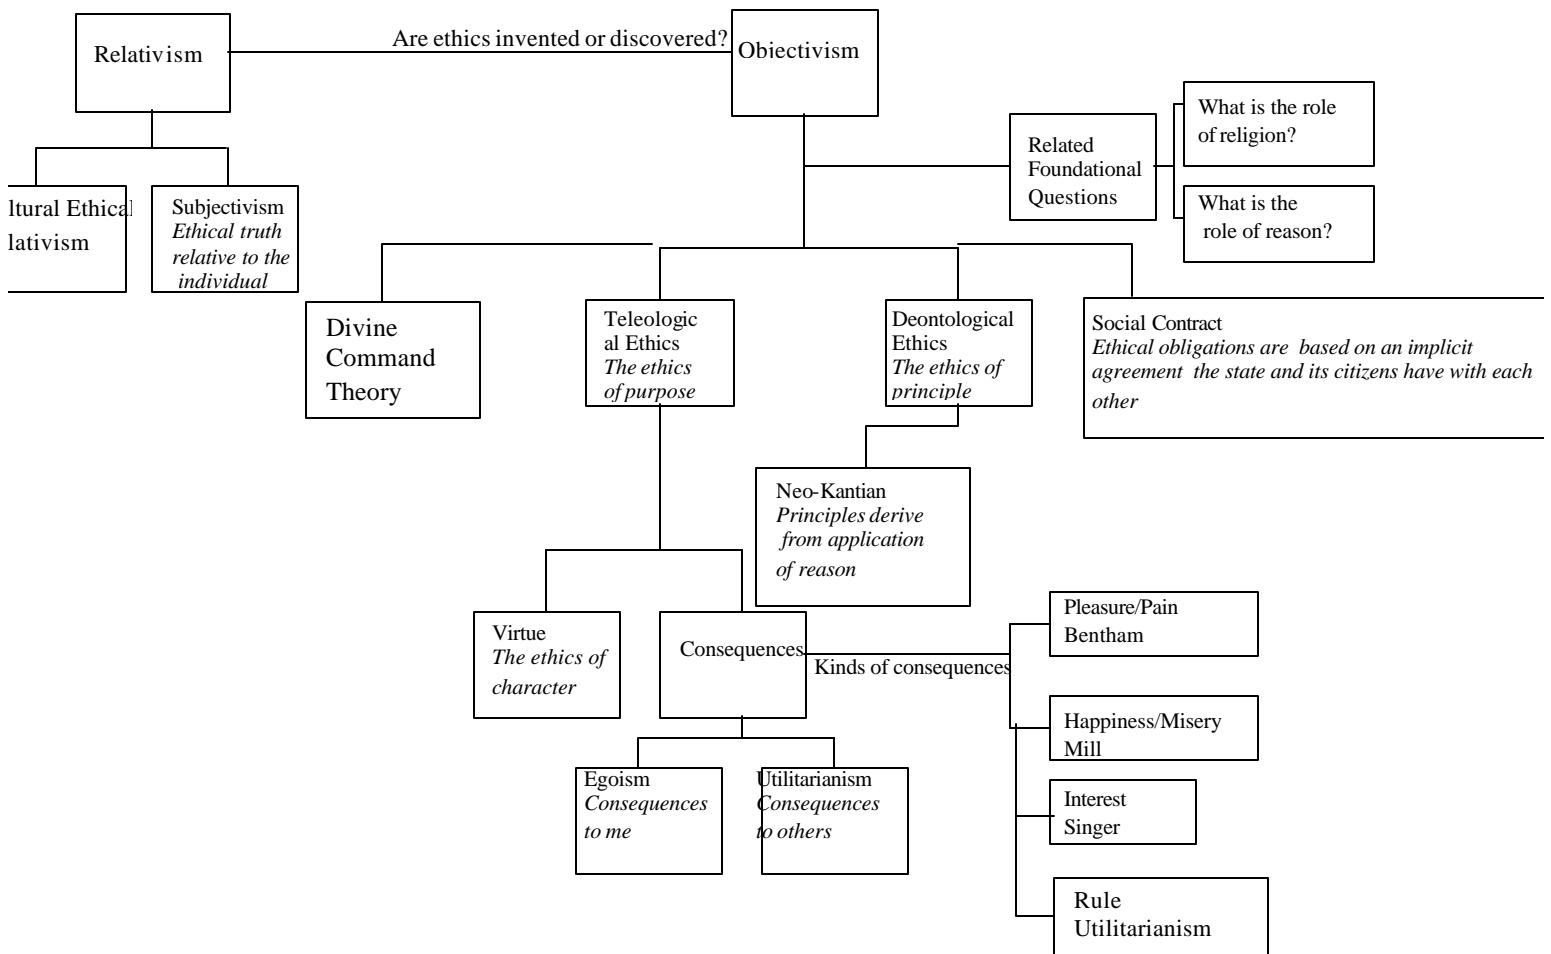 Relativism
Are ethics invented or discovered?
Objectivism
Related
Foundational
Questions
What is the role
of religion?
What is the
role of reason?
ltural Ethical
lativism
Subjectivism
Ethical truth
relative to the
individual
Divine
Command
Theory
Teleologic
al Ethics
The ethics
of purpose
Deontological
Ethics
The ethics of
principle
Social Contract
Ethical obligations are based on an implicit
agreement the state and its citizens have with each
other
Neo-Kantian
Principles derive
from application
of reason
Virtue
The ethics of
character
Consequences
Kinds of consequences
Pleasure/Pain
Bentham
Happiness/Misery
Mill
Interest
Singer
Rule
Utilitarianism
Egoism
Consequences
to me
Utilitarianism
Consequences
to others